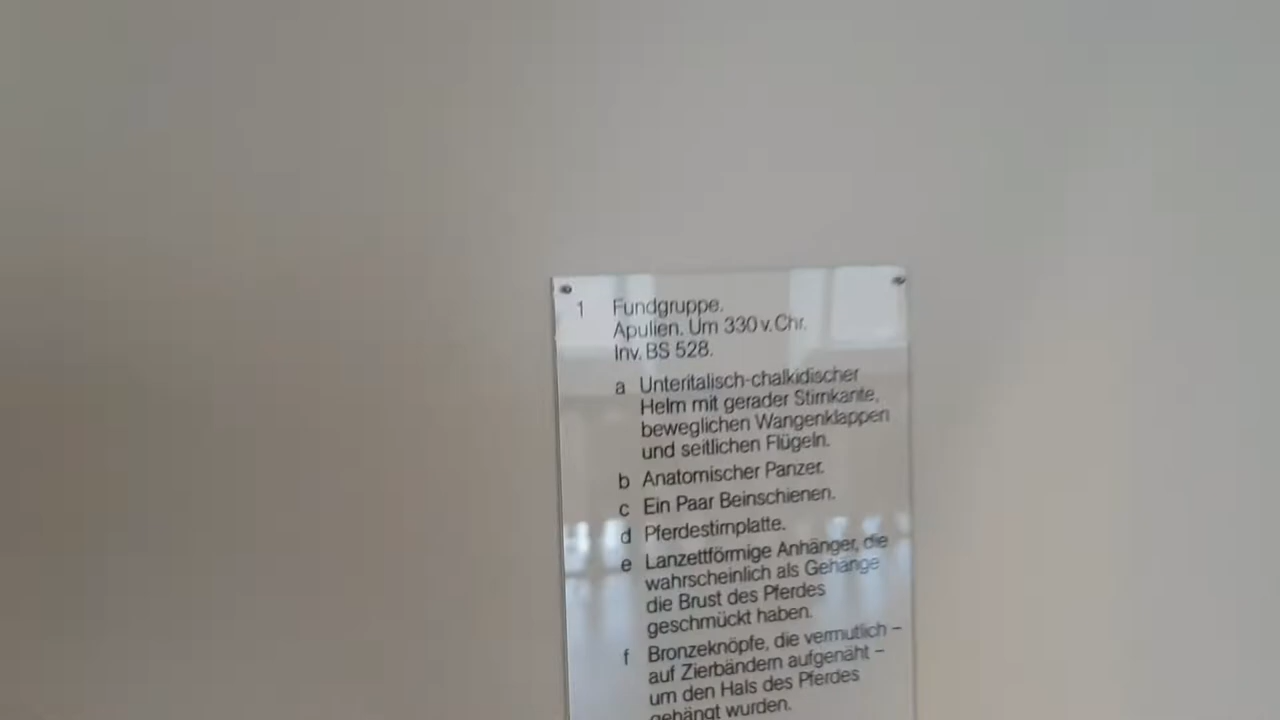 1 Fundgruppe.
Apulien. Um 330 v. Chr.
Inv. BS 528.
a Unteritalisch-chalkidischer
Helm mit gerader Stirnkante,
beweglichen Wangenklappen
und seitlichen Flügeln.
b Anatomischer Panzer.
c Ein Paar Beinschienen.
d Pferdestirnplatte.
e Lanzettförmige Anhänger, die
wahrscheinlich als Gehänge
die Brust des Pferdes
geschmückt haben.
f Bronzeknöpfe, die vermutlich –
auf Zierbändern aufgenäht –
um den Hals des Pferdes
gehängt wurden.